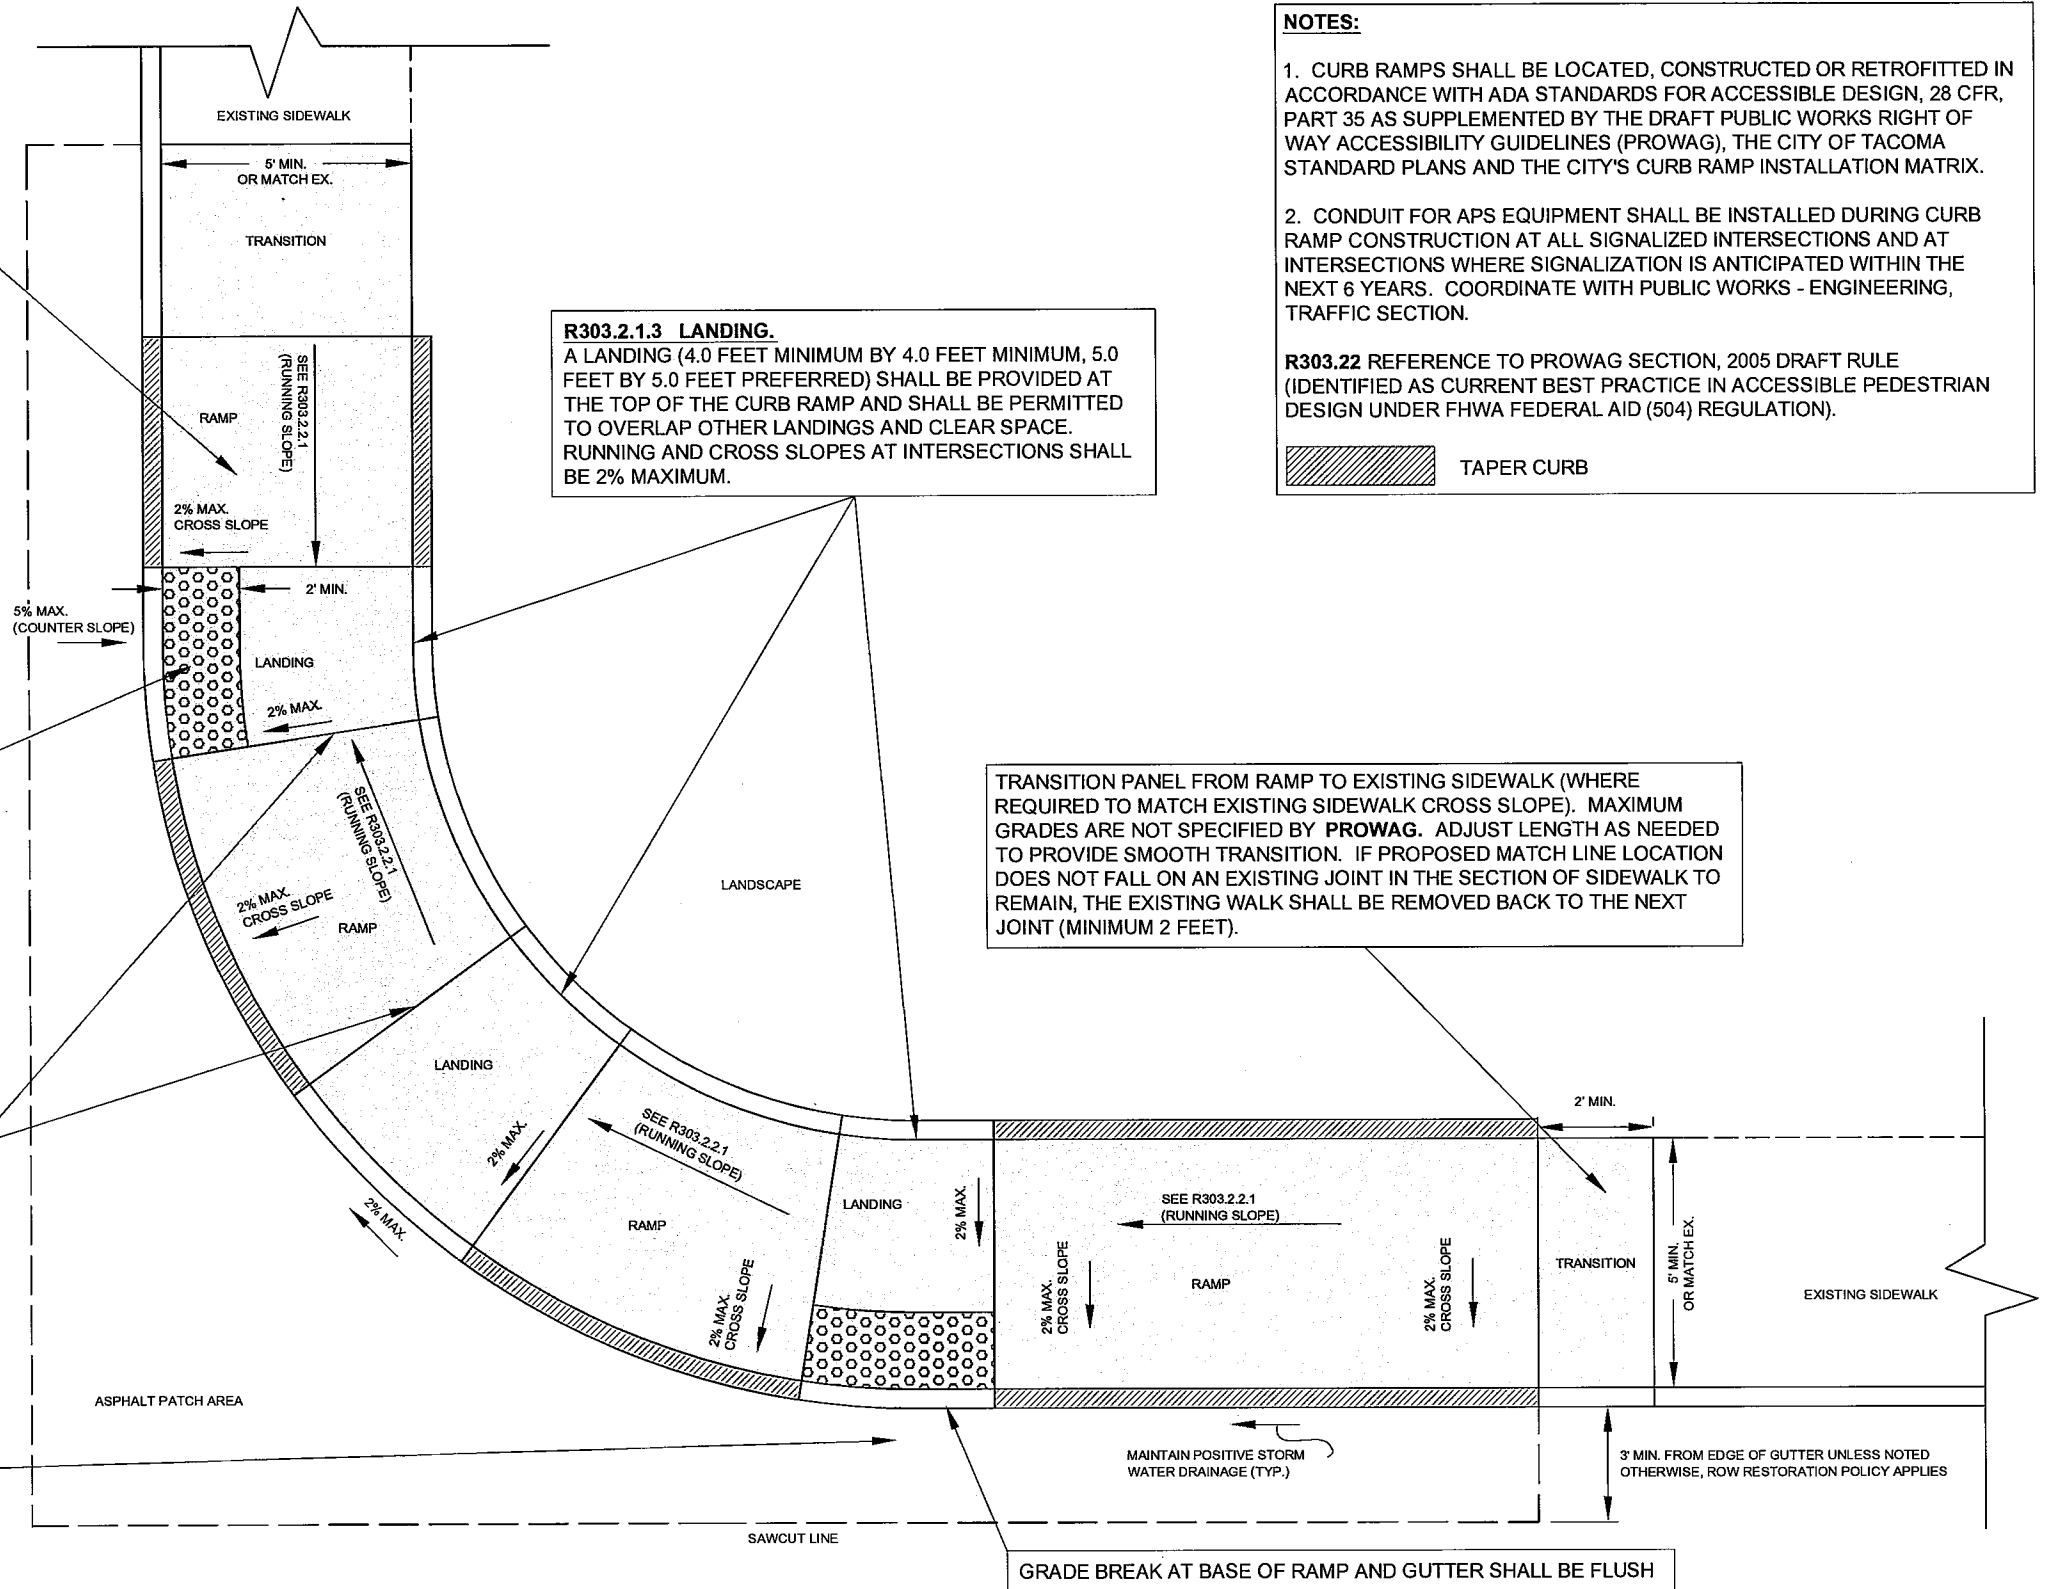 NOTES:
1. CURB RAMPS SHALL BE LOCATED, CONSTRUCTED OR RETROFITTED IN
ACCORDANCE WITH ADA STANDARDS FOR ACCESSIBLE DESIGN, 28 CFR,
PART 35 AS SUPPLEMENTED BY THE DRAFT PUBLIC WORKS RIGHT OF
WAY ACCESSIBILITY GUIDELINES (PROWAG), THE CITY OF TACOMA
STANDARD PLANS AND THE CITY'S CURB RAMP INSTALLATION MATRIX.
2. CONDUIT FOR APS EQUIPMENT SHALL BE INSTALLED DURING CURB
RAMP CONSTRUCTION AT ALL SIGNALIZED INTERSECTIONS AND AT
INTERSECTIONS WHERE SIGNALIZATION IS ANTICIPATED WITHIN THE
NEXT 6 YEARS. COORDINATE WITH PUBLIC WORKS - ENGINEERING,
TRAFFIC SECTION.
R303.22 REFERENCE TO PROWAG SECTION, 2005 DRAFT RULE
(IDENTIFIED AS CURRENT BEST PRACTICE IN ACCESSIBLE PEDESTRIAN
DESIGN UNDER FHWA FEDERAL AID (504) REGULATION).
TAPER CURB
EXISTING SIDEWALK
5' MIN.
OR MATCH EX.
TRANSITION
R303.2.1.3 LANDING.
A LANDING (4.0 FEET MINIMUM BY 4.0 FEET MINIMUM, 5.0
FEET BY 5.0 FEET PREFERRED) SHALL BE PROVIDED AT
THE TOP OF THE CURB RAMP AND SHALL BE PERMITTED
TO OVERLAP OTHER LANDINGS AND CLEAR SPACE.
RUNNING AND CROSS SLOPES AT INTERSECTIONS SHALL
BE 2% MAXIMUM.
SEE R303.2.2.1
(RUNNING SLOPE)
RAMP
2% MAX.
CROSS SLOPE
2' MIN.
5% MAX.
(COUNTER SLOPE)
LANDING
2% MAX.
SEE R303.2.2.1
(RUNNING SLOPE)
2% MAX.
CROSS SLOPE
RAMP
LANDSCAPE
TRANSITION PANEL FROM RAMP TO EXISTING SIDEWALK (WHERE
REQUIRED TO MATCH EXISTING SIDEWALK CROSS SLOPE). MAXIMUM
GRADES ARE NOT SPECIFIED BY PROWAG. ADJUST LENGTH AS NEEDED
TO PROVIDE SMOOTH TRANSITION. IF PROPOSED MATCH LINE LOCATION
DOES NOT FALL ON AN EXISTING JOINT IN THE SECTION OF SIDEWALK TO
REMAIN, THE EXISTING WALK SHALL BE REMOVED BACK TO THE NEXT
JOINT (MINIMUM 2 FEET).
LANDING
2% MAX.
2% MAX.
SEE R303.2.2.1
(RUNNING SLOPE)
RAMP
2% MAX.
CROSS SLOPE
LANDING
2% MAX.
SEE R303.2.2.1
(RUNNING SLOPE)
2% MAX.
CROSS SLOPE
RAMP
2% MAX.
CROSS SLOPE
2' MIN.
TRANSITION
5' MIN.
OR MATCH EX.
EXISTING SIDEWALK
ASPHALT PATCH AREA
MAINTAIN POSITIVE STORM
WATER DRAINAGE (TYP.)
3' MIN. FROM EDGE OF GUTTER UNLESS NOTED
OTHERWISE, ROW RESTORATION POLICY APPLIES
SAWCUT LINE
GRADE BREAK AT BASE OF RAMP AND GUTTER SHALL BE FLUSH